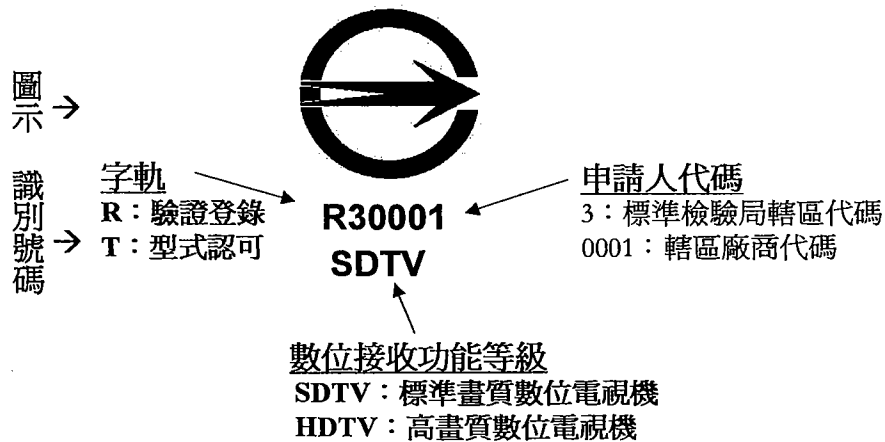 圖示 →
識別號碼 →
字軌
R：驗證登錄
T：型式認可
R30001
SDTV
申請人代碼
3：標準檢驗局轄區代碼
0001：轄區廠商代碼
數位接收功能等級
SDTV：標準畫質數位電視機
HDTV：高畫質數位電視機